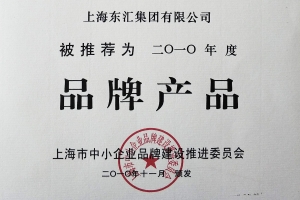 上海东汇集团有限公司
被推荐为 二〇一〇 年 度
品牌产品
上海市中小企业品牌建设推进委员会
二〇一〇年十一月 颁发